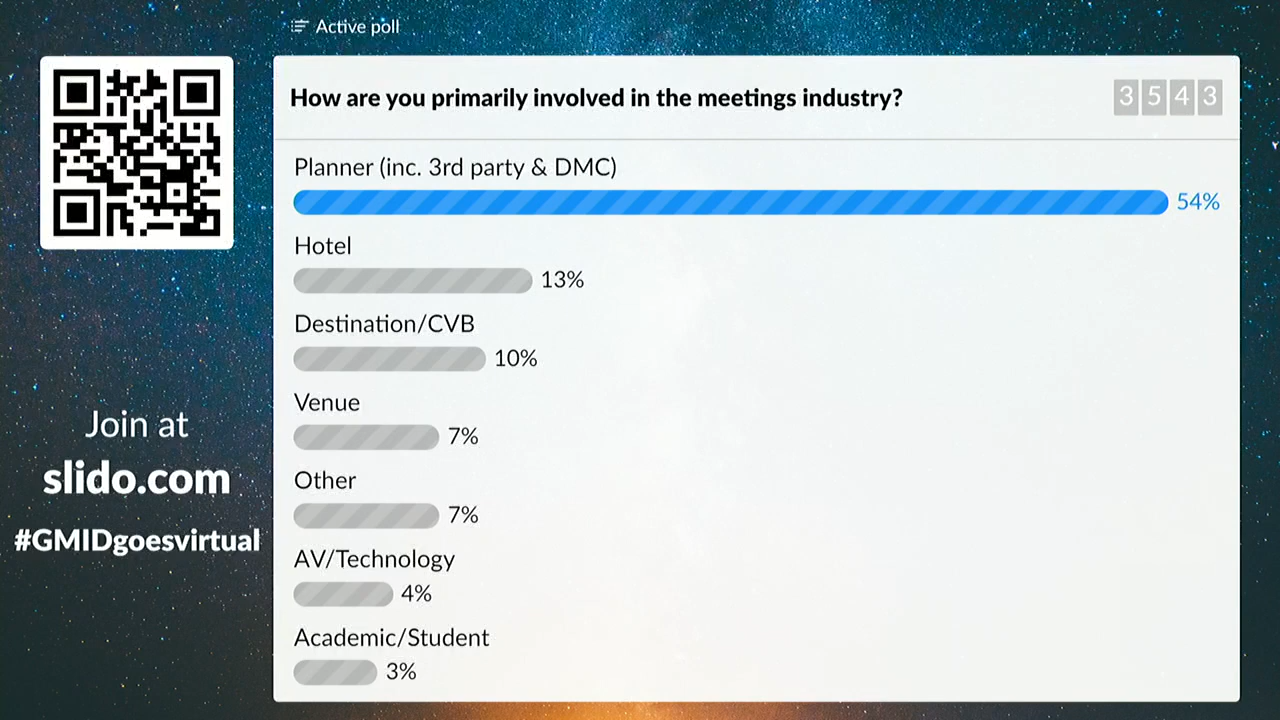 Active poll
How are you primarily involved in the meetings industry?
3543
Planner (inc. 3rd party & DMC)
54%
Hotel
13%
Destination/CVB
10%
Venue
7%
Other
7%
AV/Technology
4%
Academic/Student
3%
Join at
slido.com
#GMIDgoesvirtual